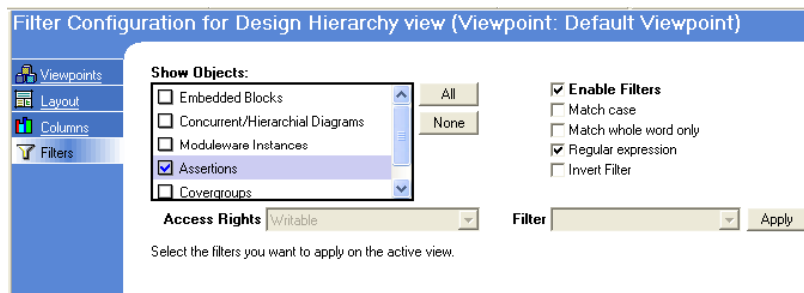 Filter Configuration for Design Hierarchy view (Viewpoint: Default Viewpoint)
Viewpoints
Layout
Columns
Filters
Show Objects:
Embedded Blocks
Concurrent/Hierarchial Diagrams
Moduleware Instances
Assertions
Covergroups
All
None
Enable Filters
Match case
Match whole word only
Regular expression
Invert Filter
Access Rights Writable
Filter
Apply
Select the filters you want to apply on the active view.